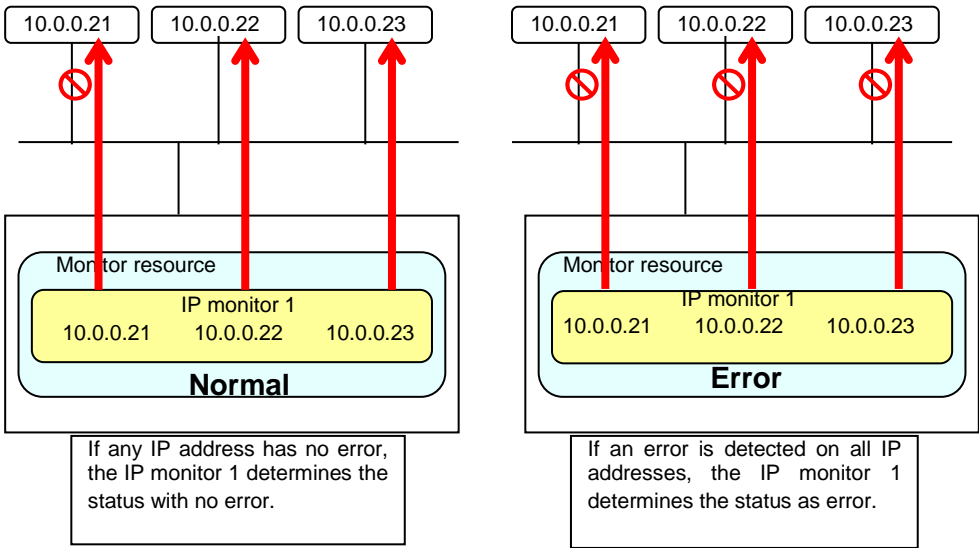 10.0.0.21 10.0.0.22 10.0.0.23
Monitor resource
IP monitor 1
10.0.0.21 10.0.0.22 10.0.0.23
Normal
If any IP address has no error,
the IP monitor 1 determines the
status with no error.
10.0.0.21 10.0.0.22 10.0.0.23
Monitor resource
IP monitor 1
10.0.0.21 10.0.0.22 10.0.0.23
Error
If an error is detected on all IP
addresses, the IP monitor 1
determines the status as error.